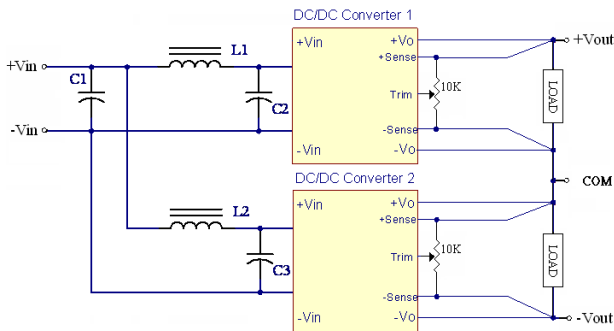 DC/DC Converter 1
+Vin
-Vin
C1
L1
C2
+Vin
-Vin
+Vo
+Sense
Trim
-Sense
-Vo
10K
LOAD
+Vout
COM
DC/DC Converter 2
L2
C3
+Vin
-Vin
+Vo
+Sense
Trim
-Sense
-Vo
10K
LOAD
-Vout